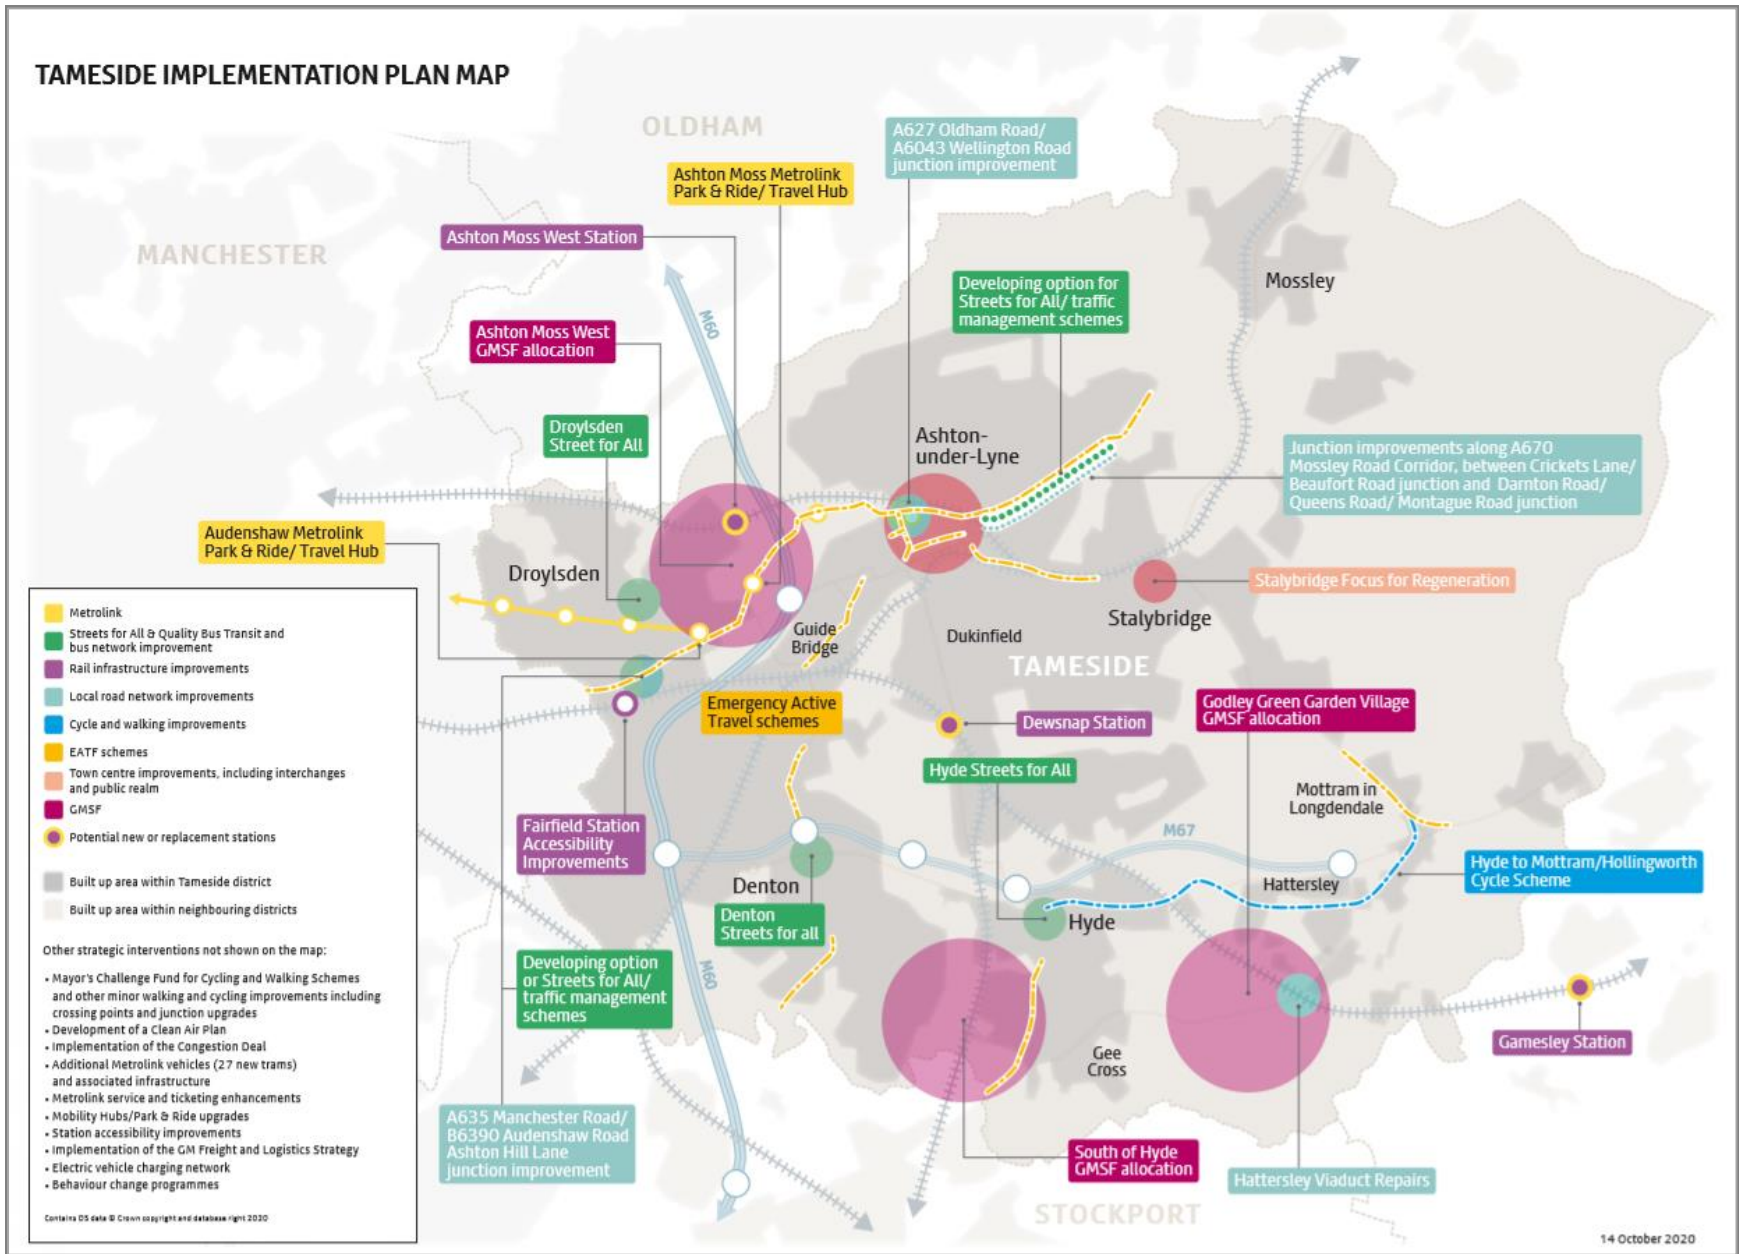 TAMESIDE IMPLEMENTATION PLAN MAP
OLDHAM
MANCHESTER
A627 Oldham Road/
A6043 Wellington Road
junction improvement
Ashton Moss Metrolink
Park & Ride/ Travel Hub
Ashton Moss West Station
Mossley
Developing option for
Streets for All/ traffic
management schemes
M60
Ashton Moss West
GMSF allocation
Droylsden
Street for All
Ashton-
under-Lyne
Junction improvements along A670
Mossley Road Corridor, between Crickets Lane/
Beaufort Road junction and Darnton Road/
Queens Road/ Montague Road junction
Audenshaw Metrolink
Park & Ride/ Travel Hub
Droylsden
Stalybridge Focus for Regeneration
Stalybridge
Guide
Bridge
Dukinfield
TAMESIDE
Emergency Active
Travel schemes
Dewsnap Station
Godley Green Garden Village
GMSF allocation
Hyde Streets for All
Mottram in
Longdendale
Fairfield Station
Accessibility
Improvements
M67
Hyde to Mottram/Hollingworth
Cycle Scheme
Denton
Hattersley
Denton
Streets for all
Hyde
Developing option
or Streets for All/
traffic management
schemes
M60
Gamesley Station
Gee
Cross
A635 Manchester Road/
B6390 Audenshaw Road
Ashton Hill Lane
junction improvement
South of Hyde
GMSF allocation
Hattersley Viaduct Repairs
STOCKPORT
Metrolink
Streets for All & Quality Bus Transit and
bus network improvement
Rail infrastructure improvements
Local road network improvements
Cycle and walking improvements
EATF schemes
Town centre improvements, including interchanges
and public realm
GMSF
Potential new or replacement stations
Built up area within Tameside district
Built up area within neighbouring districts
Other strategic interventions not shown on the map:
• Mayor's Challenge Fund for Cycling and Walking Schemes
and other minor walking and cycling improvements including
crossing points and junction upgrades
• Development of a Clean Air Plan
• Implementation of the Congestion Deal
• Additional Metrolink vehicles (27 new trams)
and associated infrastructure
• Metrolink service and ticketing enhancements
• Mobility Hubs/Park & Ride upgrades
• Station accessibility improvements
• Implementation of the GM Freight and Logistics Strategy
• Electric vehicle charging network
• Behaviour change programmes
Contains OS data © Crown copyright and database right 2020
14 October 2020